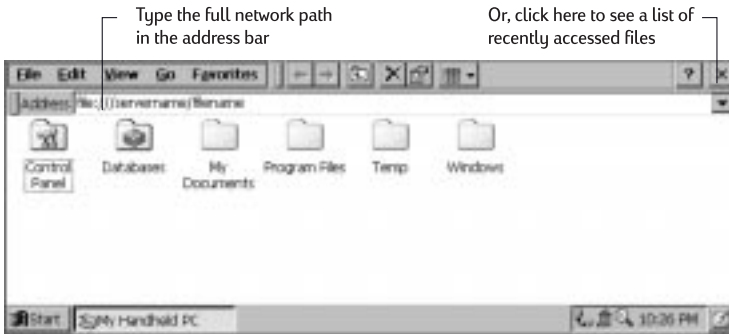 Type the full network path
in the address bar
Or, click here to see a list of
recently accessed files
File Edit View Go Favorites
?
Address file://servername/filename
Control
Panel
Databases
My
Documents
Program Files
Temp
Windows
Start
My Handheld PC
10:26 PM